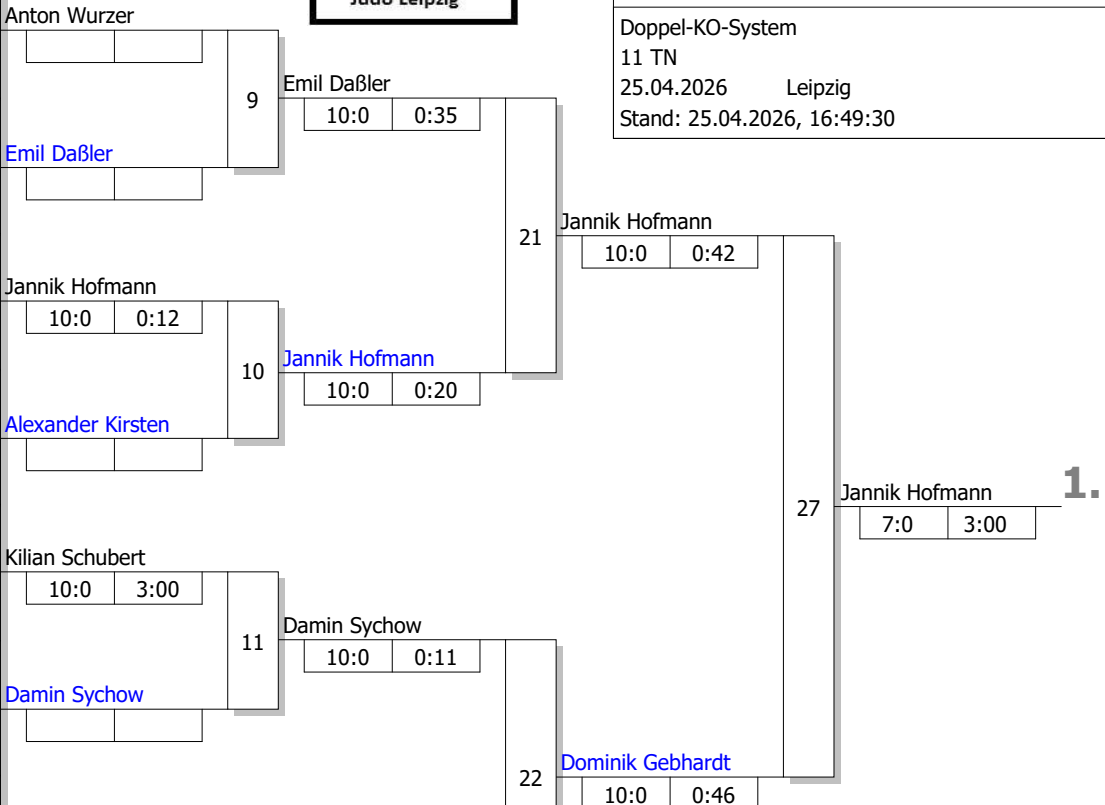 Judo Leipzig
Doppel-KO-System
11 TN
25.04.2026 Leipzig
Stand: 25.04.2026, 16:49:30
Anton Wurzer
9
Emil Daßler
Emil Daßler
10:0 0:35
21
Jannik Hofmann
10:0 0:12
10
Alexander Kirsten
Jannik Hofmann
10:0 0:20
Jannik Hofmann
10:0 0:42
27
Jannik Hofmann
7:0 3:00
1.
Kilian Schubert
10:0 3:00
11
Damin Sychow
Damin Sychow
10:0 0:11
22
Dominik Gebhardt
10:0 0:46